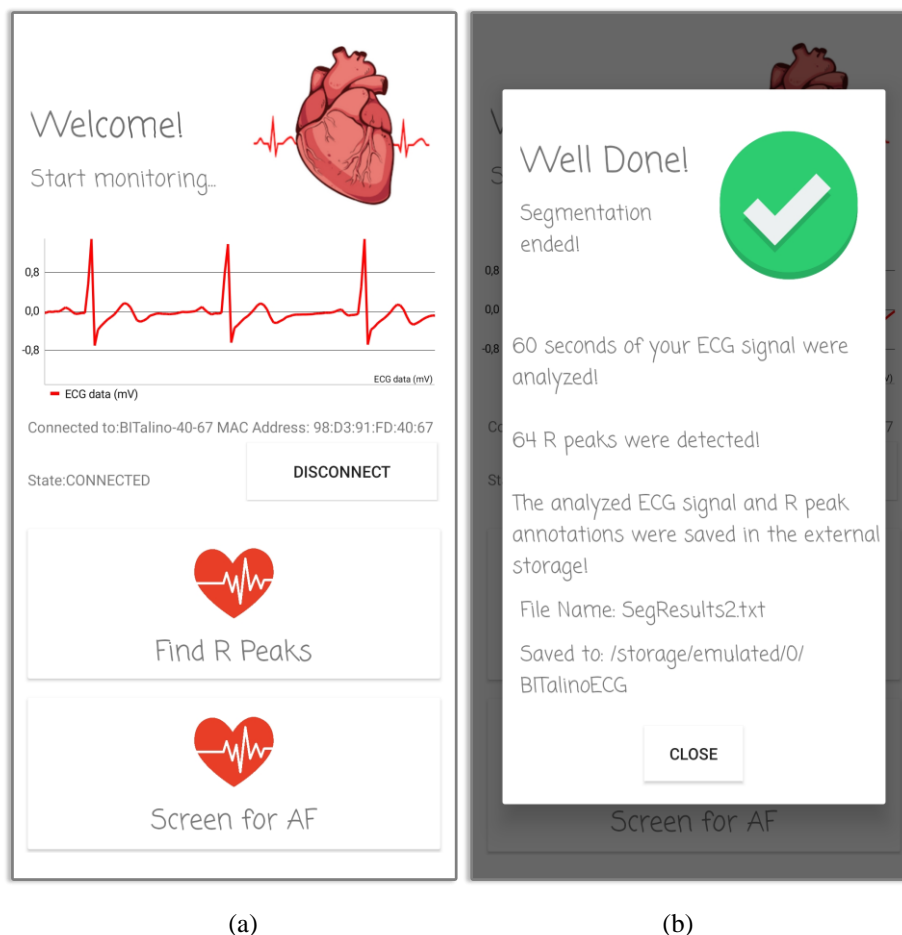 Welcome!
Start monitoring...
0,8
0,0
-0,8
ECG data (mV)
ECG data (mV)
Connected to:BITalino-40-67 MAC Address: 98:D3:91:FD:40:67
State:CONNECTED
DISCONNECT
Find R Peaks
Screen for AF
(a)
Well Done!
Segmentation
ended!
0,8
0,0
-0,8
60 seconds of your ECG signal were
analyzed!
64 R peaks were detected!
The analyzed ECG signal and R peak
annotations were saved in the external
storage!
File Name: SegResults2.txt
Saved to: /storage/emulated/0/
BITalinoECG
CLOSE
Screen for AF
(b)